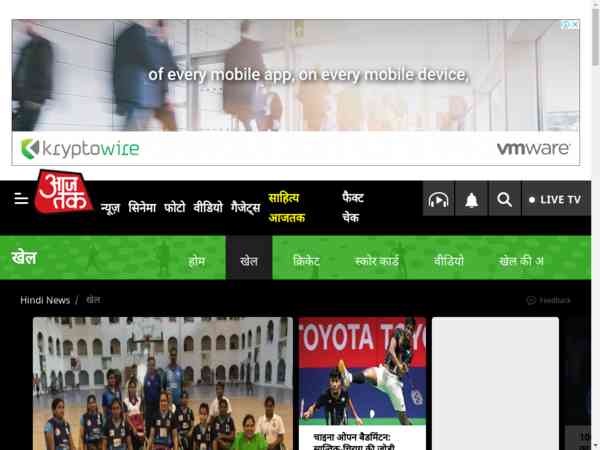 of every mobile app, on every mobile device,
kryptowire
vmware
आज तक
न्यूज़ सिनेमा फोटो वीडियो गैजेट्स साहित्य आजतक फैक्ट चेक
LIVE TV
खेल
होम खेल क्रिकेट स्कोर कार्ड वीडियो खेल की अ
Hindi News / खेल
Feedback
TOYOTA TOYO
चाइना ओपन बैडमिंटन:
सात्विक-चिराग की जोड़ी